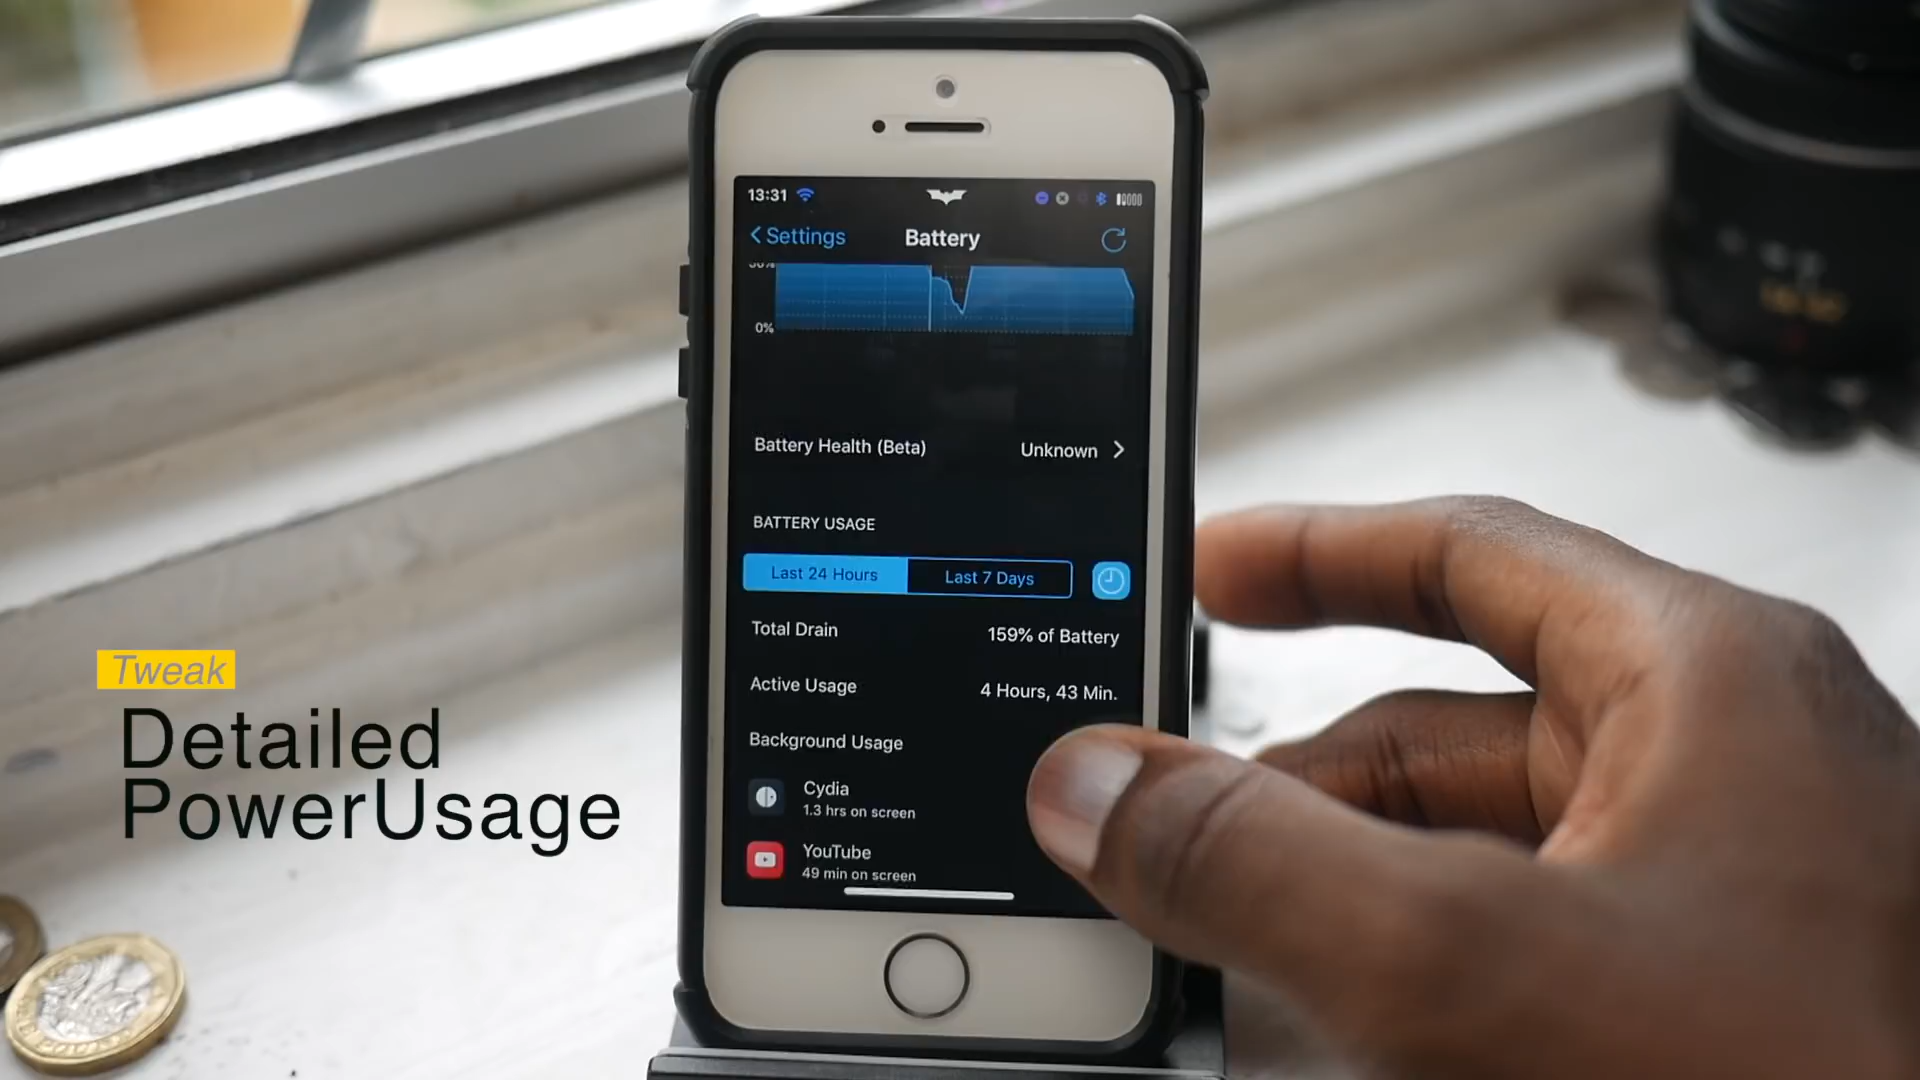 13:31
Settings
Battery
0%
Battery Health (Beta)
Unknown
BATTERY USAGE
Last 24 Hours
Last 7 Days
Total Drain
159% of Battery
Active Usage
4 Hours, 43 Min.
Background Usage
Cydia
1.3 hrs on screen
YouTube
49 min on screen
Tweak
Detailed
PowerUsage